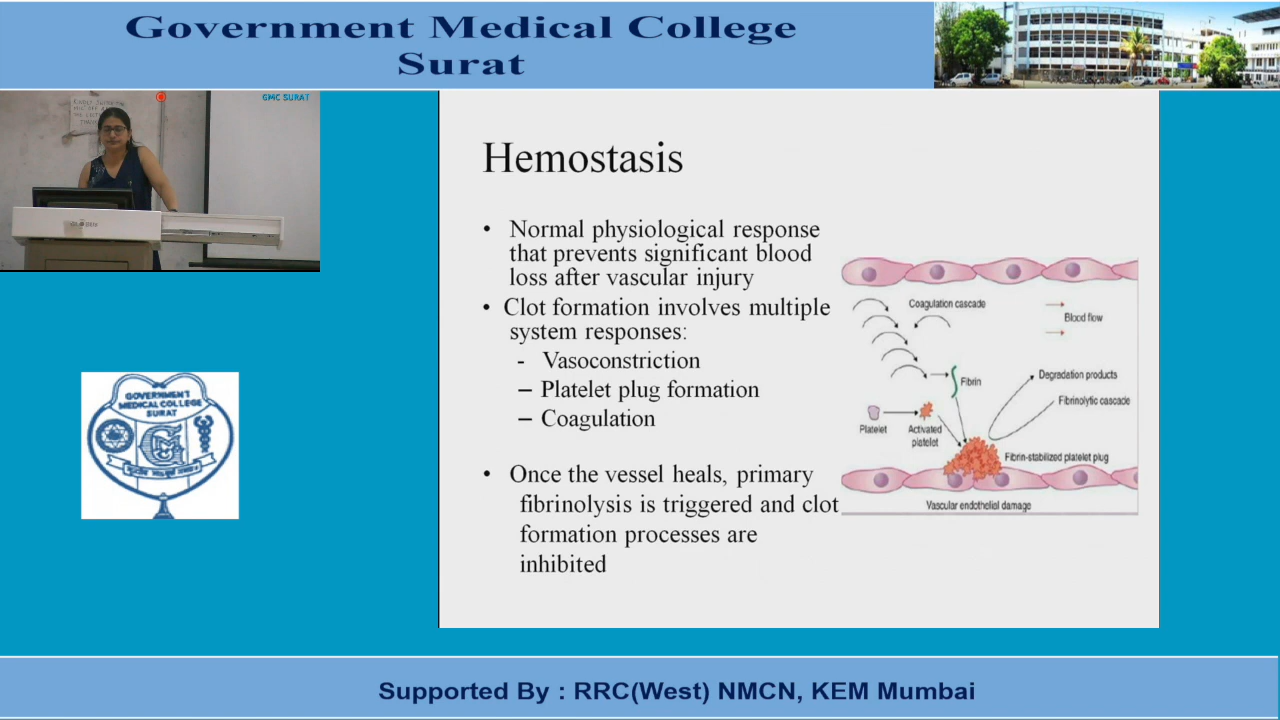 Government Medical College
Surat
GMC SURAT
GOVERNMENT
MEDICAL COLLEGE
SURAT
Hemostasis
• Normal physiological response
that prevents significant blood
loss after vascular injury
• Clot formation involves multiple
system responses:
- Vasoconstriction
– Platelet plug formation
– Coagulation
• Once the vessel heals, primary
fibrinolysis is triggered and clot
formation processes are
inhibited
Coagulation cascade
Blood flow
Fibrin
Degradation products
Fibrinolytic cascade
Platelet
Activated
platelet
Fibrin-stabilized platelet plug
Vascular endothelial damage
Supported By : RRC(West) NMCN, KEM Mumbai